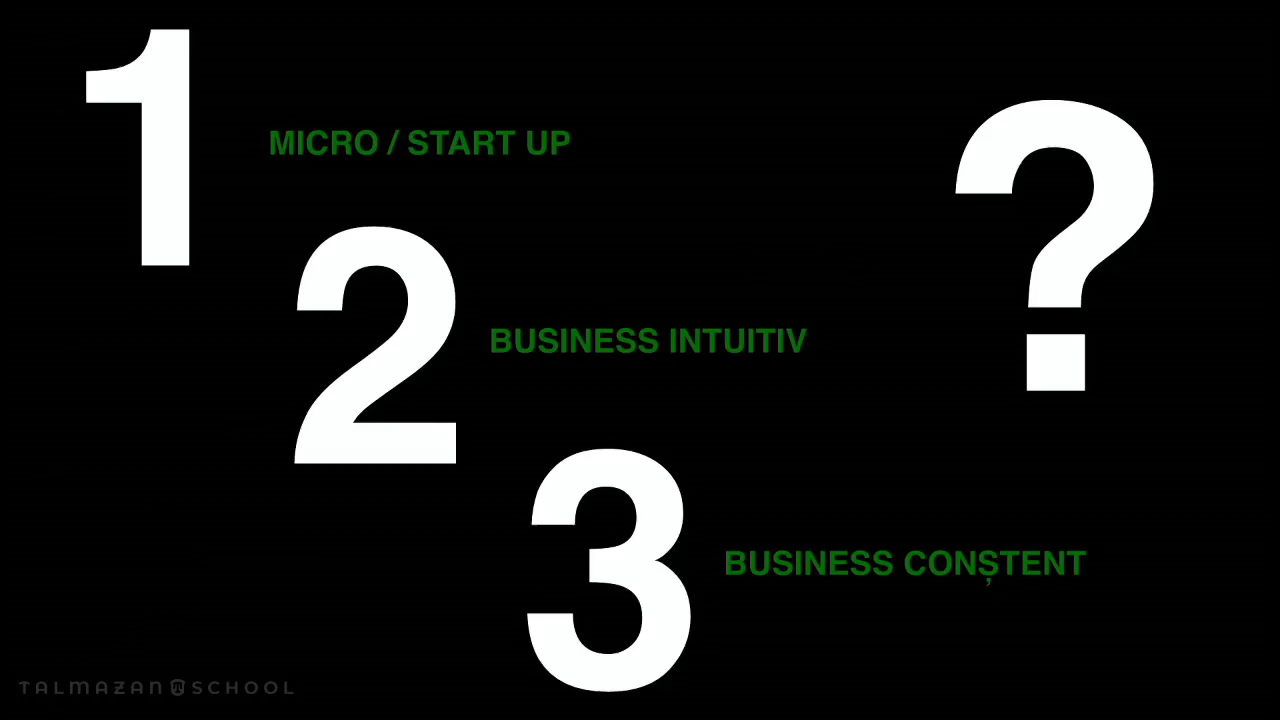 1
MICRO / START UP
?
2
BUSINESS INTUITIV
3
BUSINESS CONȘTENT
TALMAZAN SCHOOL